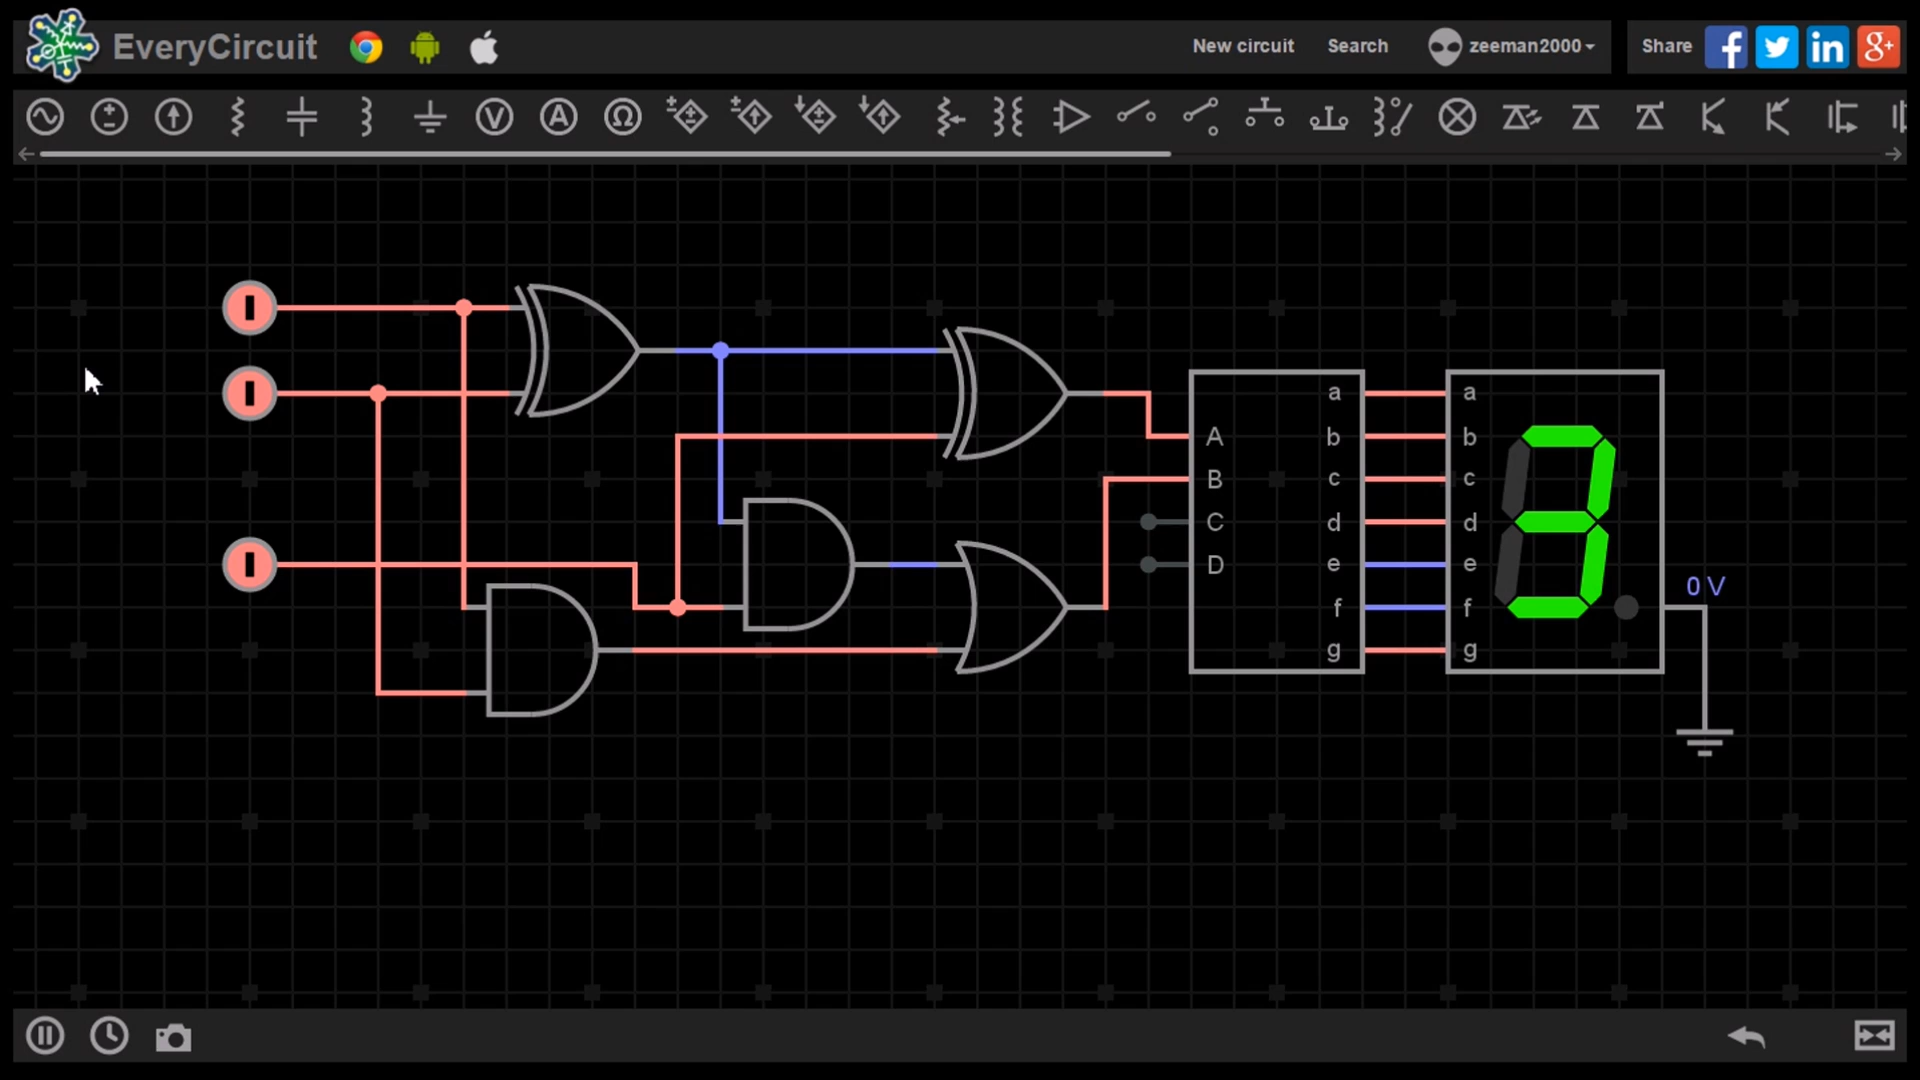 EveryCircuit
New circuit
Search
zeeman2000
Share
a
a
A
b
b
B
c
c
C
d
d
D
e
e
f
f
0 V
g
g